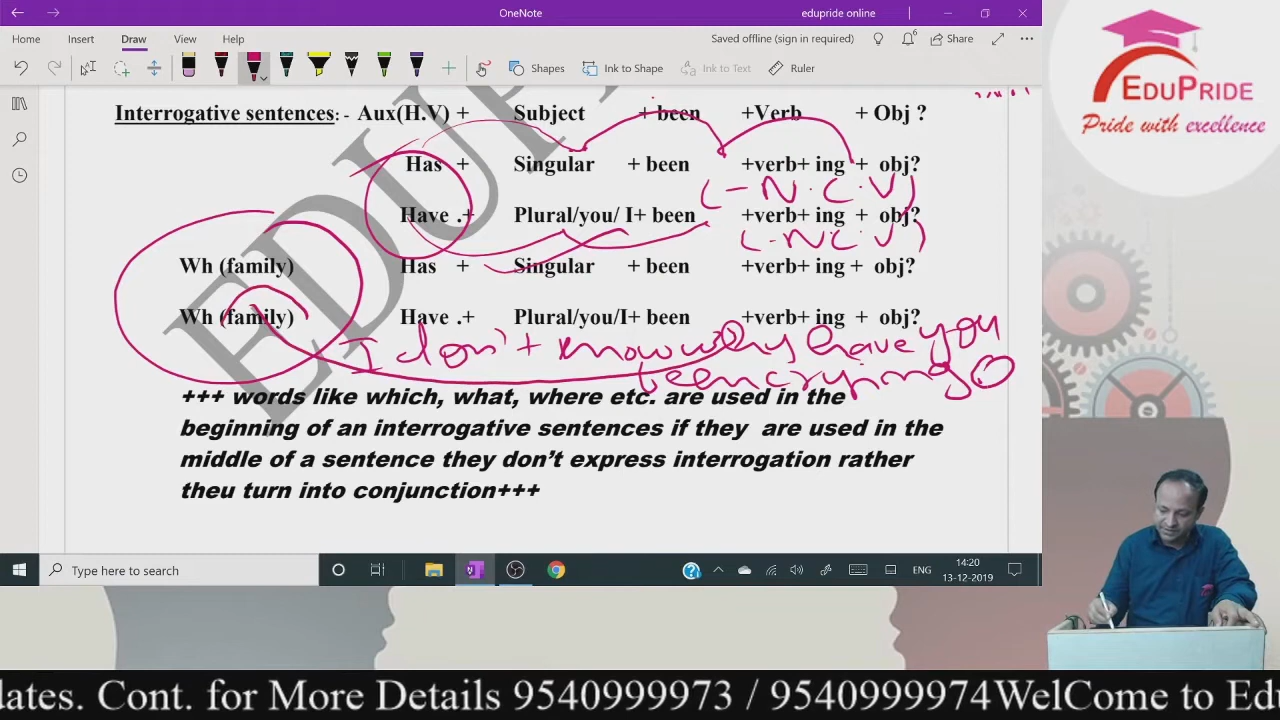 OneNote
edupride online
Home Insert Draw View Help
Saved offline (sign in required)
6
Share
Shapes
Ink to Shape
Ink to Text
Ruler
EDUPRIDE
Pride with excellence
Interrogative sentences: - Aux(H.V) + Subject + been +Verb + Obj ?
Has + Singular + been +verb+ ing + obj?
(- N.C.V)
Have .+ Plural/you/ I+ been +verb+ ing + obj?
(-N.C.V)
Wh (family) Has + Singular + been +verb+ ing + obj?
Wh (family) Have .+ Plural/you/I+ been +verb+ ing + obj?
I don't know why have you
been crying
+++ words like which, what, where etc. are used in the
beginning of an interrogative sentences if they are used in the
middle of a sentence they don't express interrogation rather
theu turn into conjunction+++
EDUP
Type here to search
ENG
14:20
13-12-2019
dates. Cont. for More Details 9540999973 / 9540999974WelCome to Edu